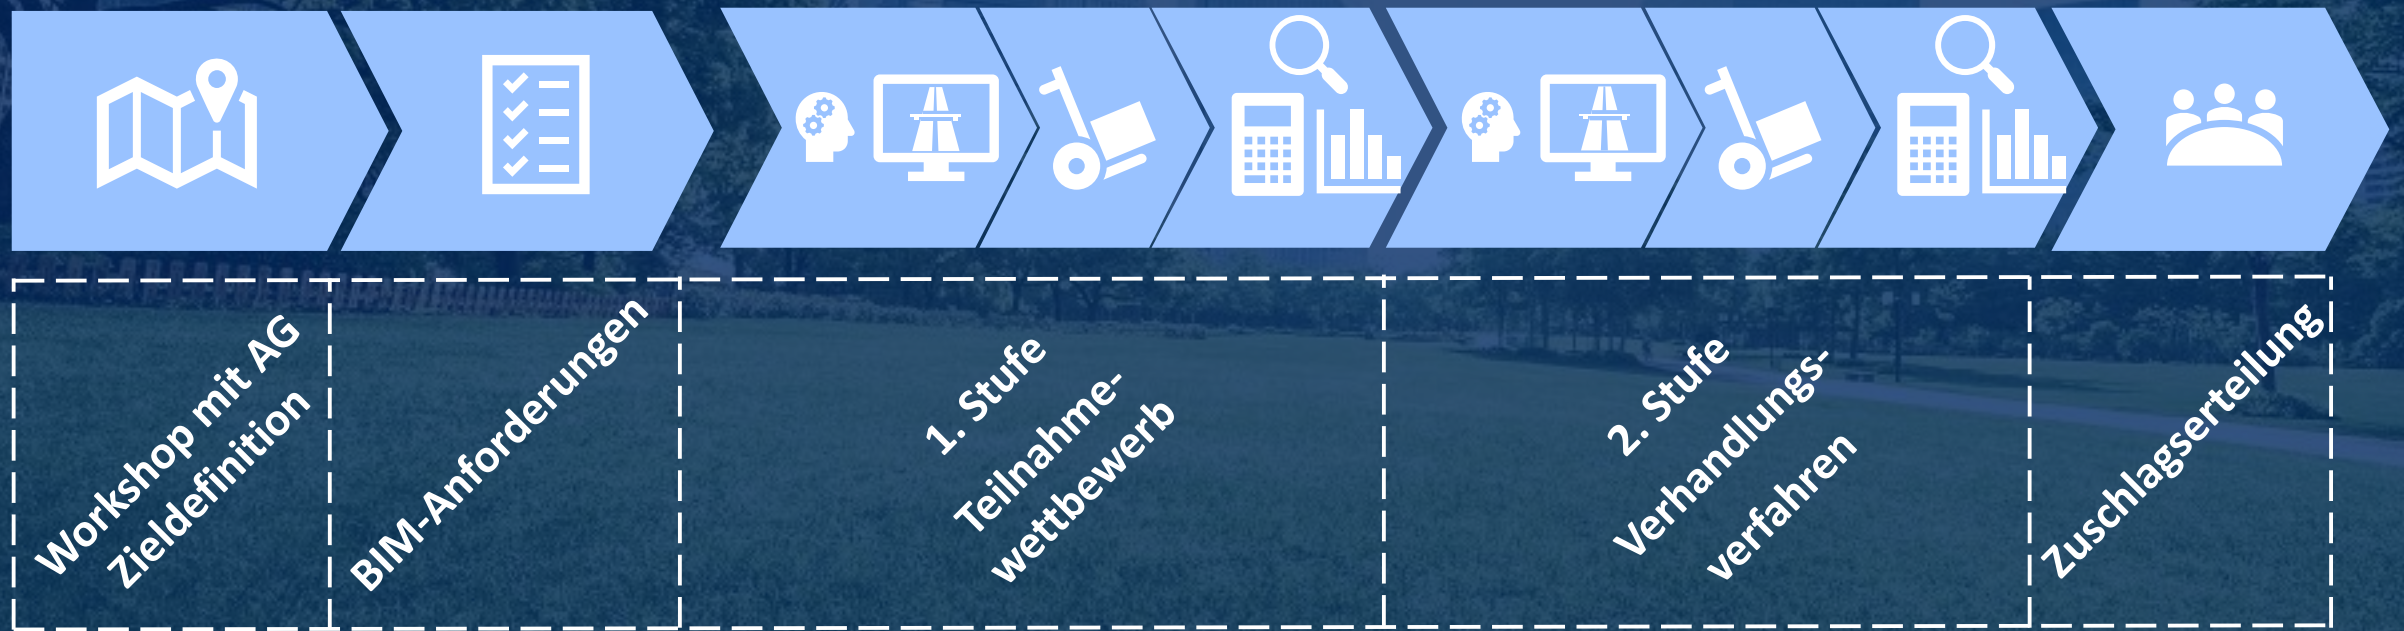 Workshop mit AG
Zieldefinition
BIM-Anforderungen
1. Stufe
Teilnahme-
wettbewerb
2. Stufe
Verhandlungs-
verfahren
Zuschlagserteilung